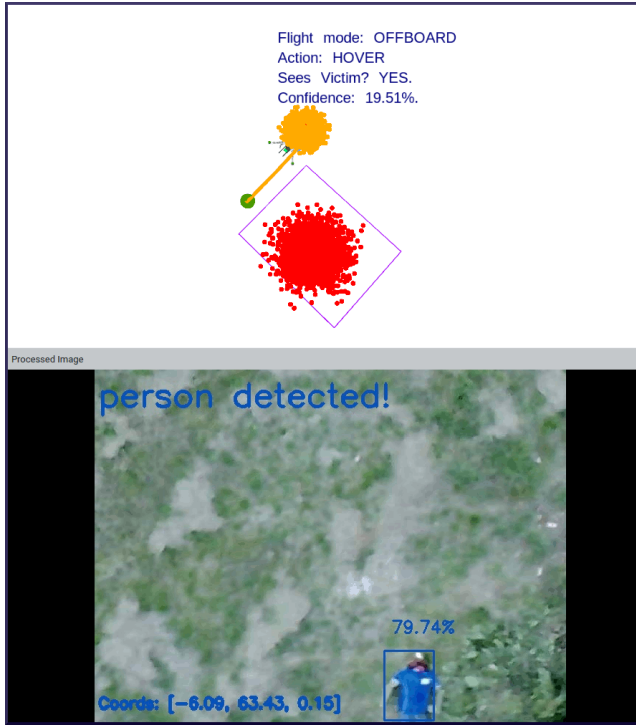 Flight mode: OFFBOARD
Action: HOVER
Sees Victim? YES.
Confidence: 19.51%.
Processed Image
person detected!
79.74%
Coords: [-6.09, 63.43, 0.15]